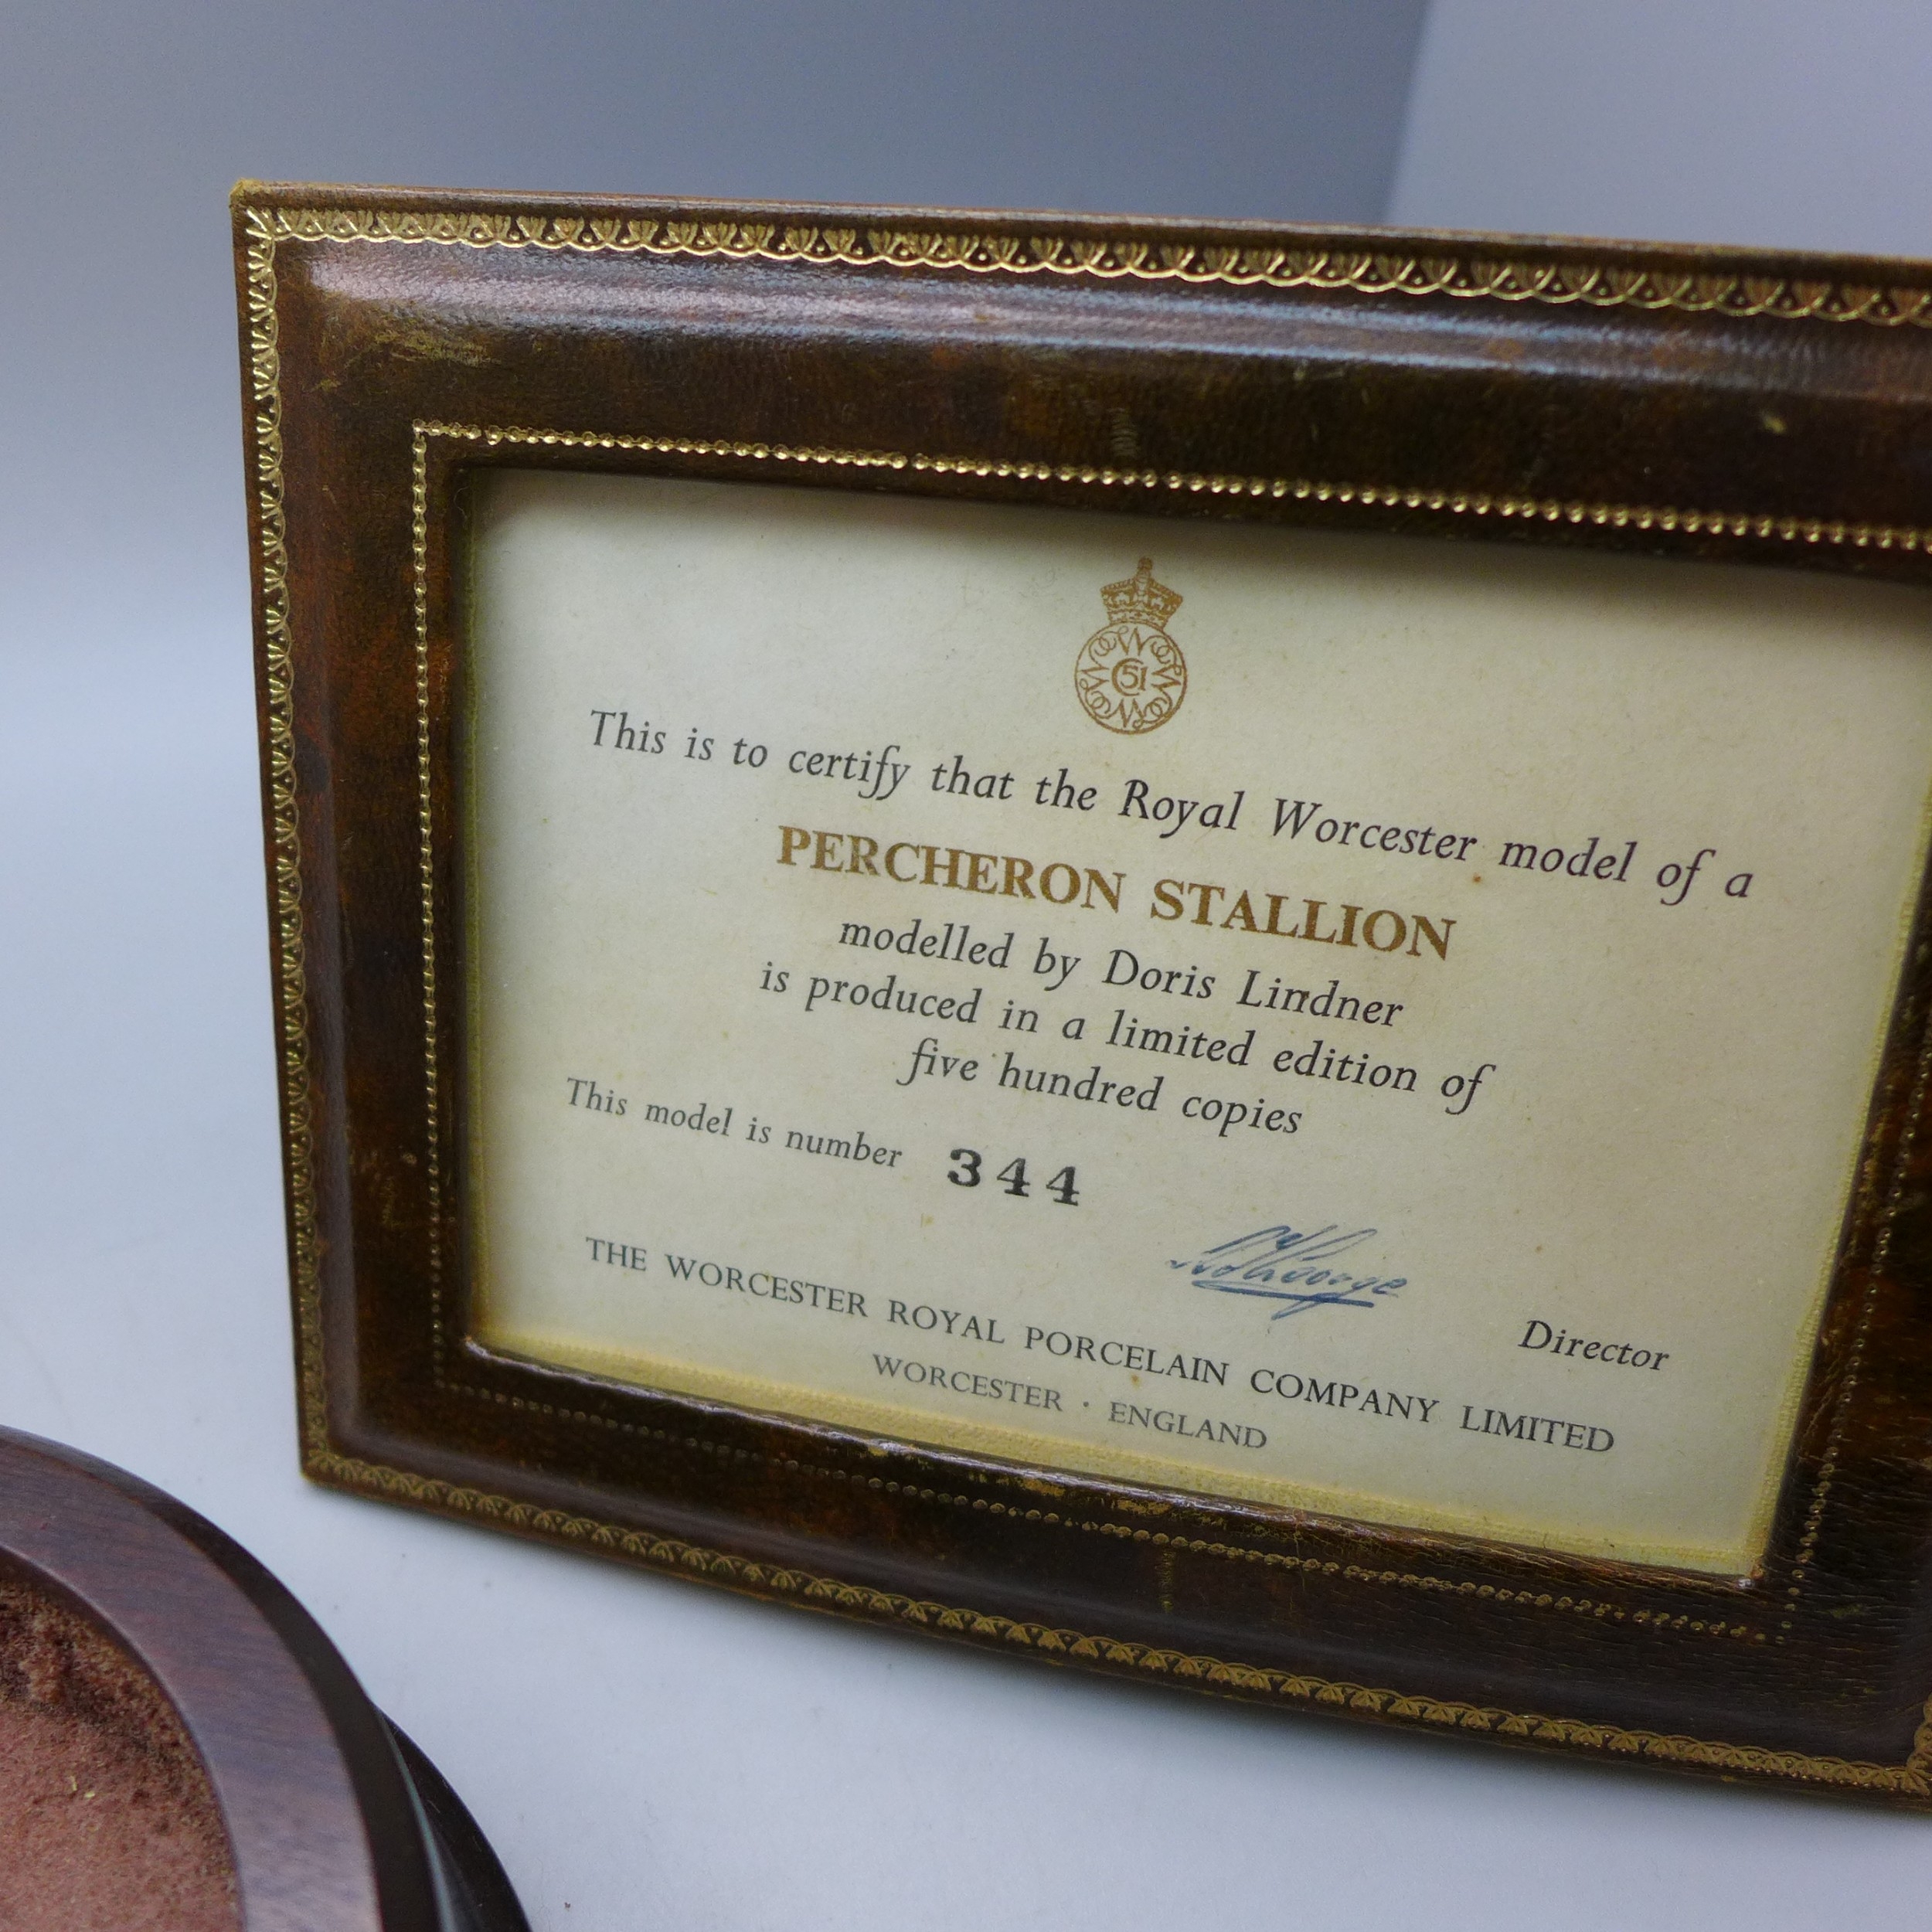 51
This is to certify that the Royal Worcester model of a
PERCHERON STALLION
modelled by Doris Lindner
is produced in a limited edition of
five hundred copies
This model is number 344
Director
THE WORCESTER ROYAL PORCELAIN COMPANY LIMITED
WORCESTER · ENGLAND